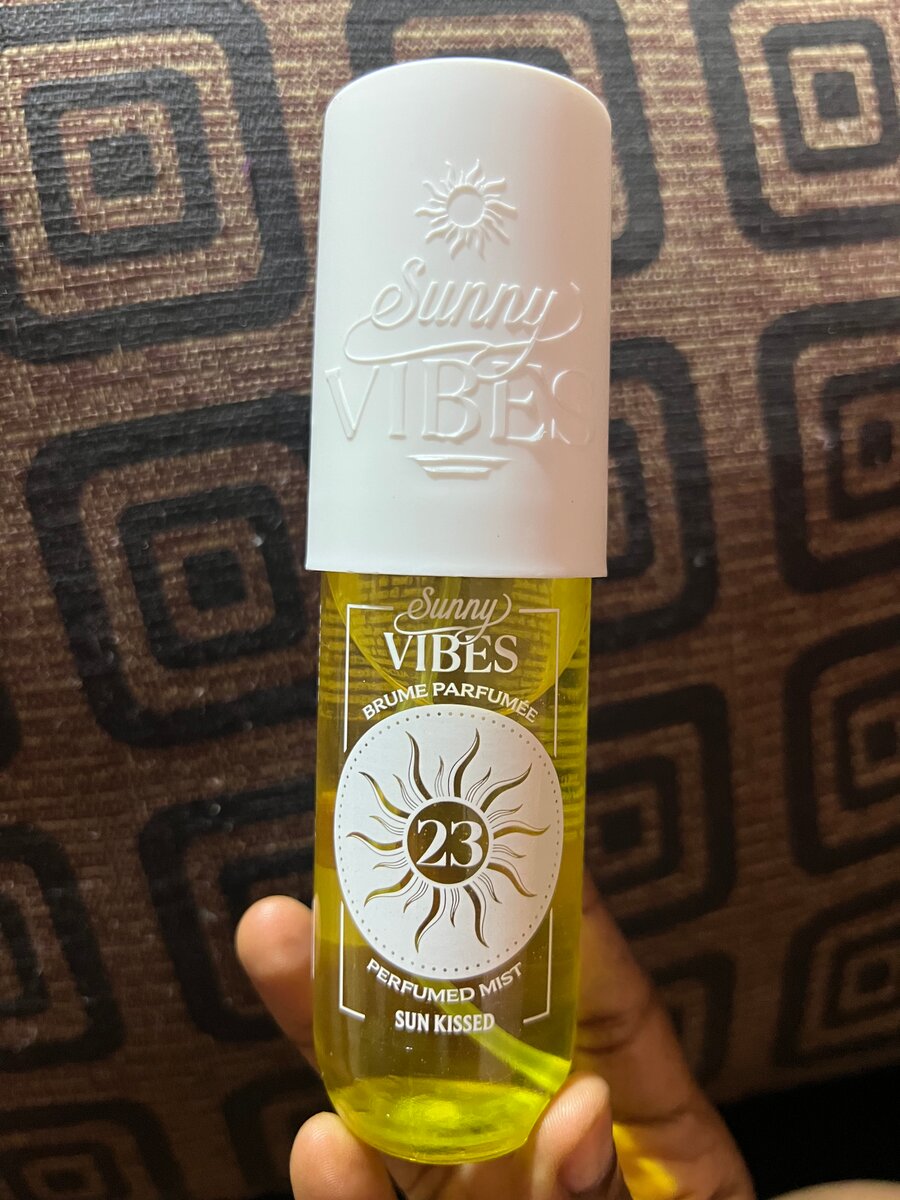 Sunny
VIBES
Sunny
VIBES
BRUME PARFUMÉE
23
PERFUMED MIST
SUN KISSED